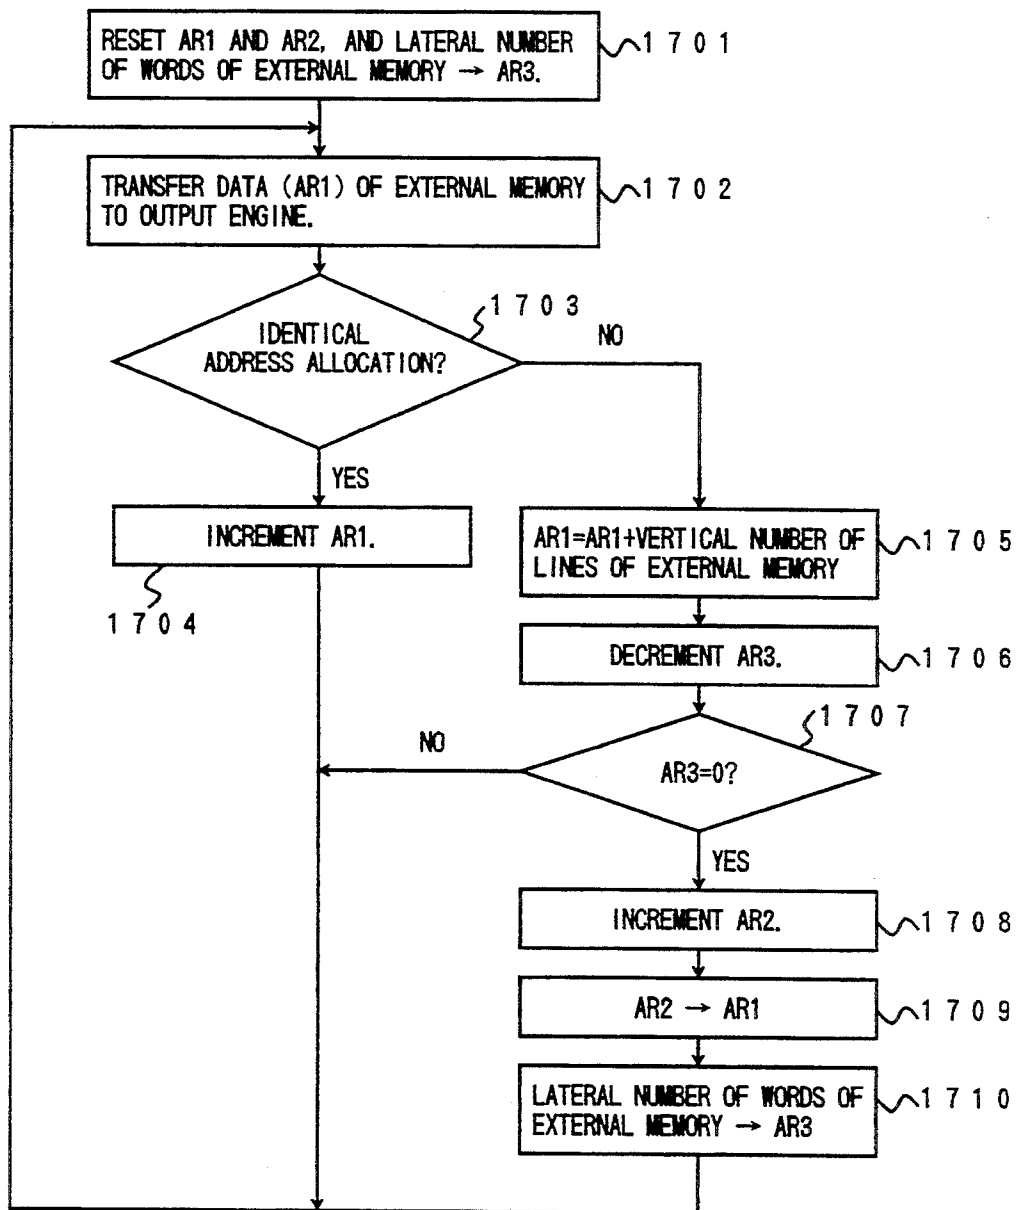 RESET AR1 AND AR2, AND LATERAL NUMBER
OF WORDS OF EXTERNAL MEMORY → AR3.
1701
TRANSFER DATA (AR1) OF EXTERNAL MEMORY
TO OUTPUT ENGINE.
1702
1703
IDENTICAL
ADDRESS ALLOCATION?
NO
YES
INCREMENT AR1.
1704
AR1=AR1+VERTICAL NUMBER OF
LINES OF EXTERNAL MEMORY
1705
DECREMENT AR3.
1706
1707
NO
AR3=0?
YES
INCREMENT AR2.
1708
AR2 → AR1
1709
LATERAL NUMBER OF WORDS OF
EXTERNAL MEMORY → AR3
1710